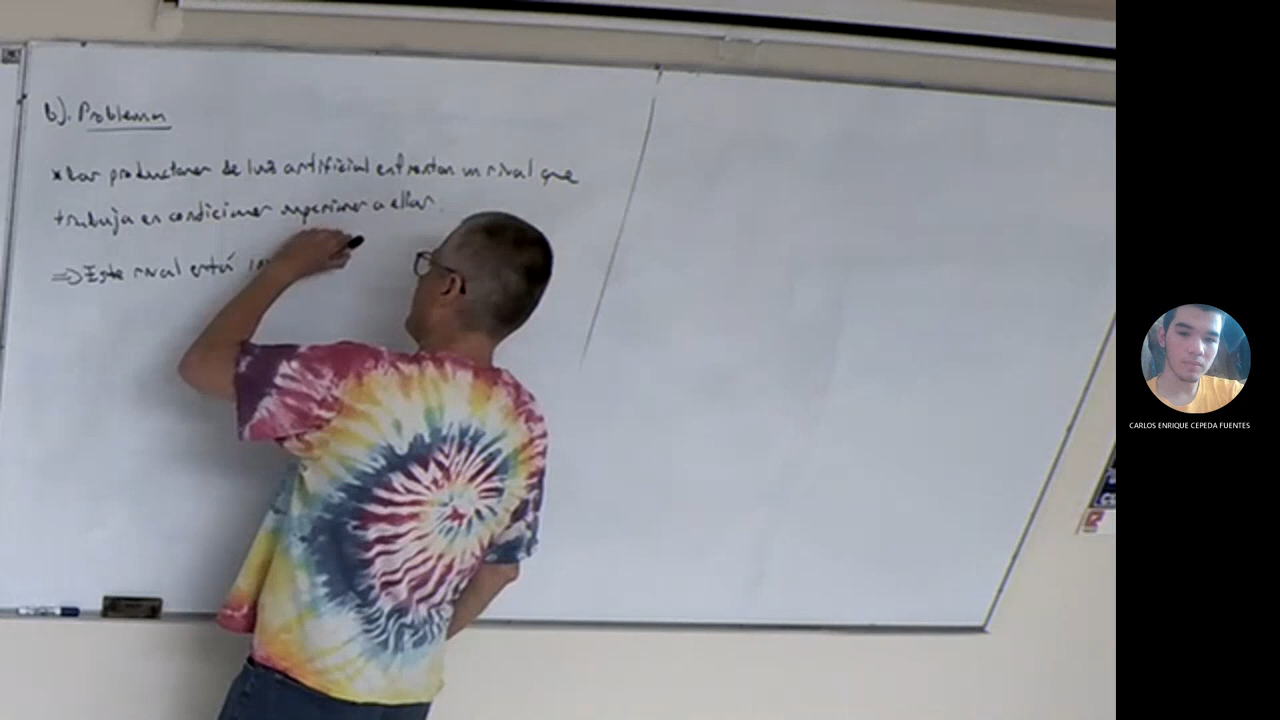 b). Problema
* Los productores de luz artificial enfrentan un rival que
trabaja en condiciones superiores a ellos.
⇒ Este rival está
CARLOS ENRIQUE CEPEDA FUENTES